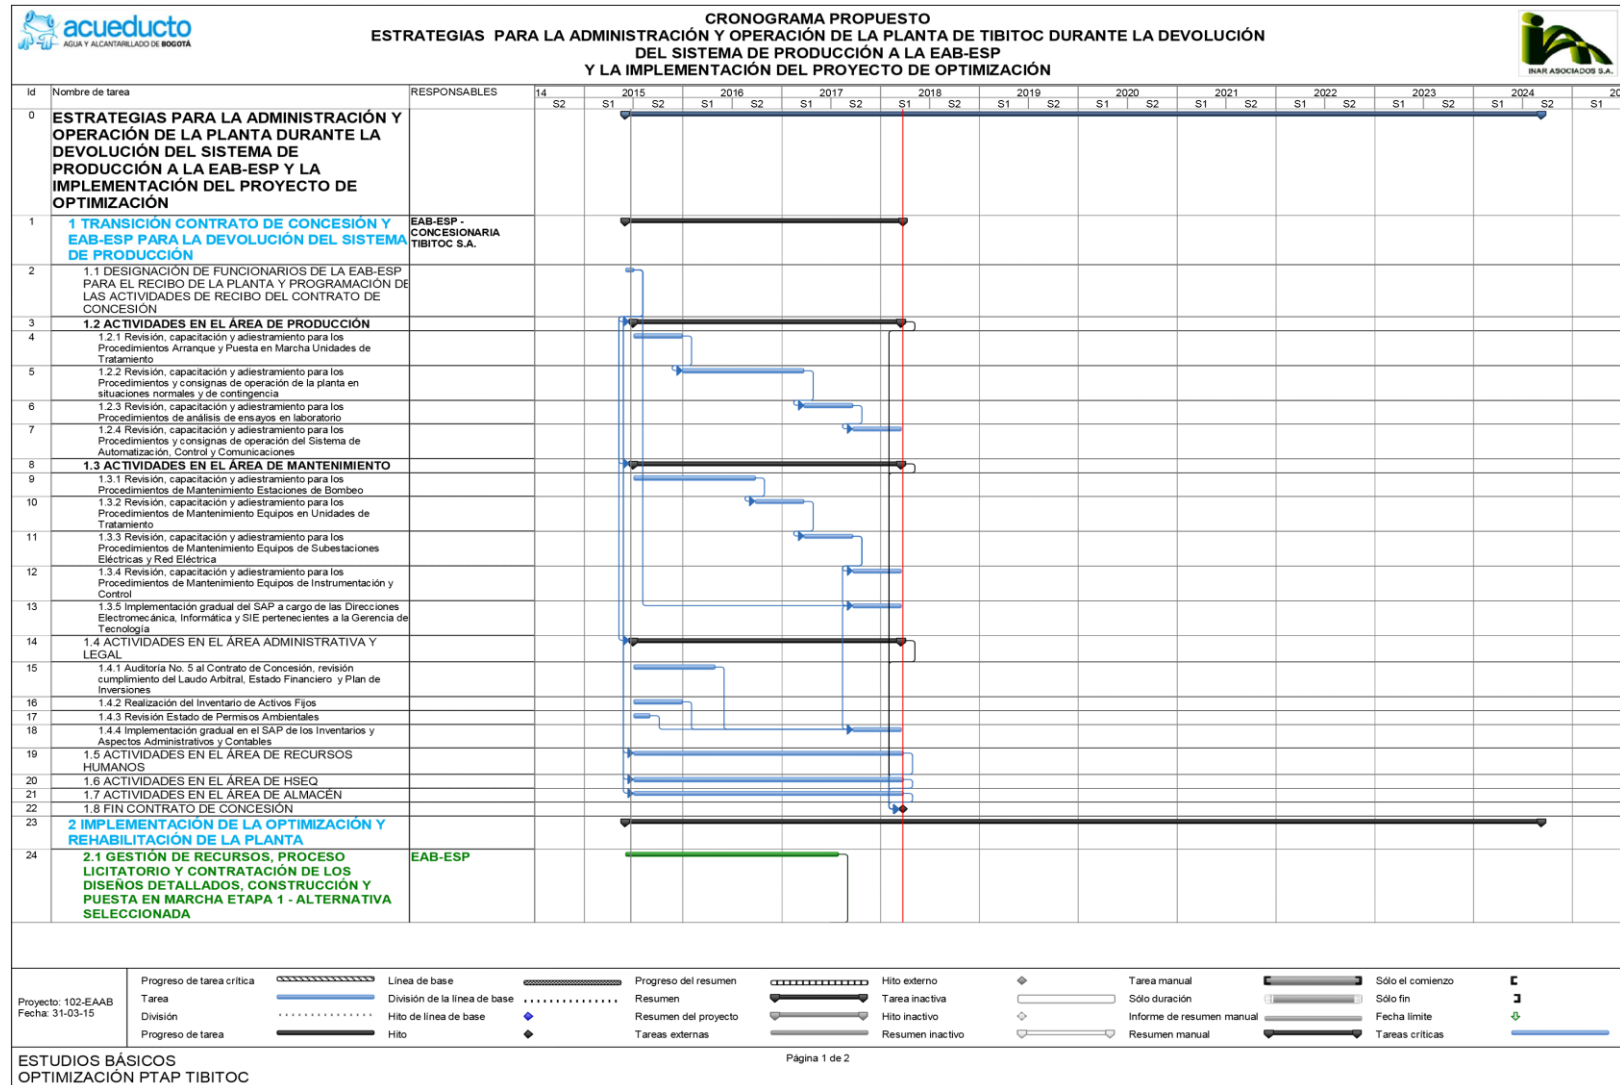 acueducto
AGUA Y ALCANTARILLADO DE BOGOTÁ
CRONOGRAMA PROPUESTO
ESTRATEGIAS PARA LA ADMINISTRACIÓN Y OPERACIÓN DE LA PLANTA DE TIBITOC DURANTE LA DEVOLUCIÓN
DEL SISTEMA DE PRODUCCIÓN A LA EAB-ESP
Y LA IMPLEMENTACIÓN DEL PROYECTO DE OPTIMIZACIÓN
INAR ASOCIADOS S.A.
Id Nombre de tarea RESPONSABLES 14 2015 2016 2017 2018 2019 2020 2021 2022 2023 2024 20
S2 S1 S2 S1 S2 S1 S2 S1 S2 S1 S2 S1 S2 S1 S2 S1 S2 S1 S2 S1 S2 S1
0 ESTRATEGIAS PARA LA ADMINISTRACIÓN Y
OPERACIÓN DE LA PLANTA DURANTE LA
DEVOLUCIÓN DEL SISTEMA DE
PRODUCCIÓN A LA EAB-ESP Y LA
IMPLEMENTACIÓN DEL PROYECTO DE
OPTIMIZACIÓN
1 1 TRANSICIÓN CONTRATO DE CONCESIÓN Y
EAB-ESP PARA LA DEVOLUCIÓN DEL SISTEMA
DE PRODUCCIÓN
EAB-ESP -
CONCESIONARIA
TIBITOC S.A.
2 1.1 DESIGNACIÓN DE FUNCIONARIOS DE LA EAB-ESP
PARA EL RECIBO DE LA PLANTA Y PROGRAMACIÓN DE
LAS ACTIVIDADES DE RECIBO DEL CONTRATO DE
CONCESIÓN
3 1.2 ACTIVIDADES EN EL ÁREA DE PRODUCCIÓN
4 1.2.1 Revisión, capacitación y adiestramiento para los
Procedimientos Arranque y Puesta en Marcha Unidades de
Tratamiento
5 1.2.2 Revisión, capacitación y adiestramiento para los
Procedimientos y consignas de operación de la planta en
situaciones normales y de contingencia
6 1.2.3 Revisión, capacitación y adiestramiento para los
Procedimientos de análisis de ensayos en laboratorio
7 1.2.4 Revisión, capacitación y adiestramiento para los
Procedimientos y consignas de operación del Sistema de
Automatización, Control y Comunicaciones
8 1.3 ACTIVIDADES EN EL ÁREA DE MANTENIMIENTO
9 1.3.1 Revisión, capacitación y adiestramiento para los
Procedimientos de Mantenimiento Estaciones de Bombeo
10 1.3.2 Revisión, capacitación y adiestramiento para los
Procedimientos de Mantenimiento Equipos en Unidades de
Tratamiento
11 1.3.3 Revisión, capacitación y adiestramiento para los
Procedimientos de Mantenimiento Equipos de Subestaciones
Eléctricas y Red Eléctrica
12 1.3.4 Revisión, capacitación y adiestramiento para los
Procedimientos de Mantenimiento Equipos de Instrumentación y
Control
13 1.3.5 Implementación gradual del SAP a cargo de las Direcciones
Electromecánica, Informática y SIE pertenecientes a la Gerencia de
Tecnología
14 1.4 ACTIVIDADES EN EL ÁREA ADMINISTRATIVA Y
LEGAL
15 1.4.1 Auditoría No. 5 al Contrato de Concesión, revisión
cumplimiento del Laudo Arbitral, Estado Financiero y Plan de
Inversiones
16 1.4.2 Realización del Inventario de Activos Fijos
17 1.4.3 Revisión Estado de Permisos Ambientales
18 1.4.4 Implementación gradual en el SAP de los Inventarios y
Aspectos Administrativos y Contables
19 1.5 ACTIVIDADES EN EL ÁREA DE RECURSOS
HUMANOS
20 1.6 ACTIVIDADES EN EL ÁREA DE HSEQ
21 1.7 ACTIVIDADES EN EL ÁREA DE ALMACÉN
22 1.8 FIN CONTRATO DE CONCESIÓN
23 2 IMPLEMENTACIÓN DE LA OPTIMIZACIÓN Y
REHABILITACIÓN DE LA PLANTA
24 2.1 GESTIÓN DE RECURSOS, PROCESO
LICITATORIO Y CONTRATACIÓN DE LOS
DISEÑOS DETALLADOS, CONSTRUCCIÓN Y
PUESTA EN MARCHA ETAPA 1 - ALTERNATIVA
SELECCIONADA
EAB-ESP
Proyecto: 102-EAAB
Fecha: 31-03-15
Progreso de tarea crítica Línea de base Progreso del resumen Hito externo Tarea manual Sólo el comienzo
Tarea División de la línea de base Resumen Tarea inactiva Sólo duración Sólo fin
División Hito de línea de base Resumen del proyecto Hito inactivo Informe de resumen manual Fecha límite
Progreso de tarea Hito Tareas externas Resumen inactivo Resumen manual Tareas críticas
ESTUDIOS BÁSICOS
OPTIMIZACIÓN PTAP TIBITOC
Página 1 de 2